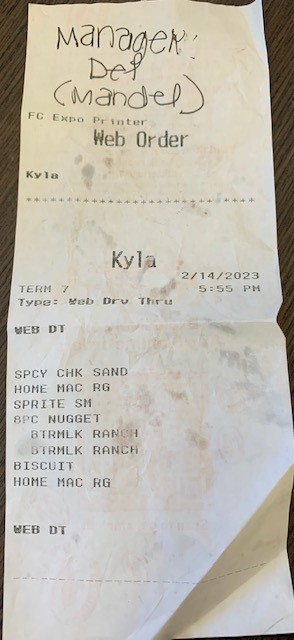 Manager:
Del
(Mandel)
FC Expo Printer
Web Order
Kyla
********************************
Kyla
2/14/2023
TERM 7 5:55 PM
Type: Web Drv Thru
WEB DT
SPCY CHK SAND
HOME MAC RG
SPRITE SM
8PC NUGGET
BTRMLK RANCH
BTRMLK RANCH
BISCUIT
HOME MAC RG
WEB DT